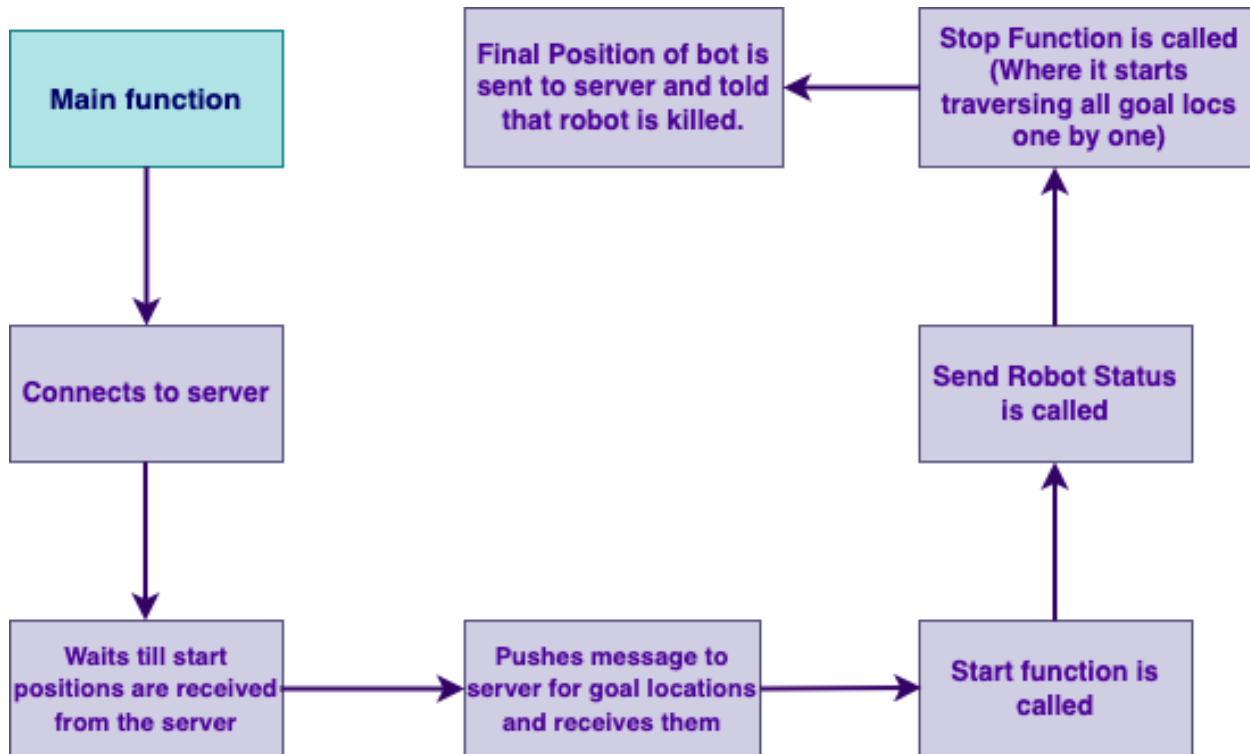 Main function
Connects to server
Waits till start
positions are received
from the server
Pushes message to
server for goal locations
and receives them
Start function is
called
Send Robot Status
is called
Stop Function is called
(Where it starts
traversing all goal locs
one by one)
Final Position of bot is
sent to server and told
that robot is killed.